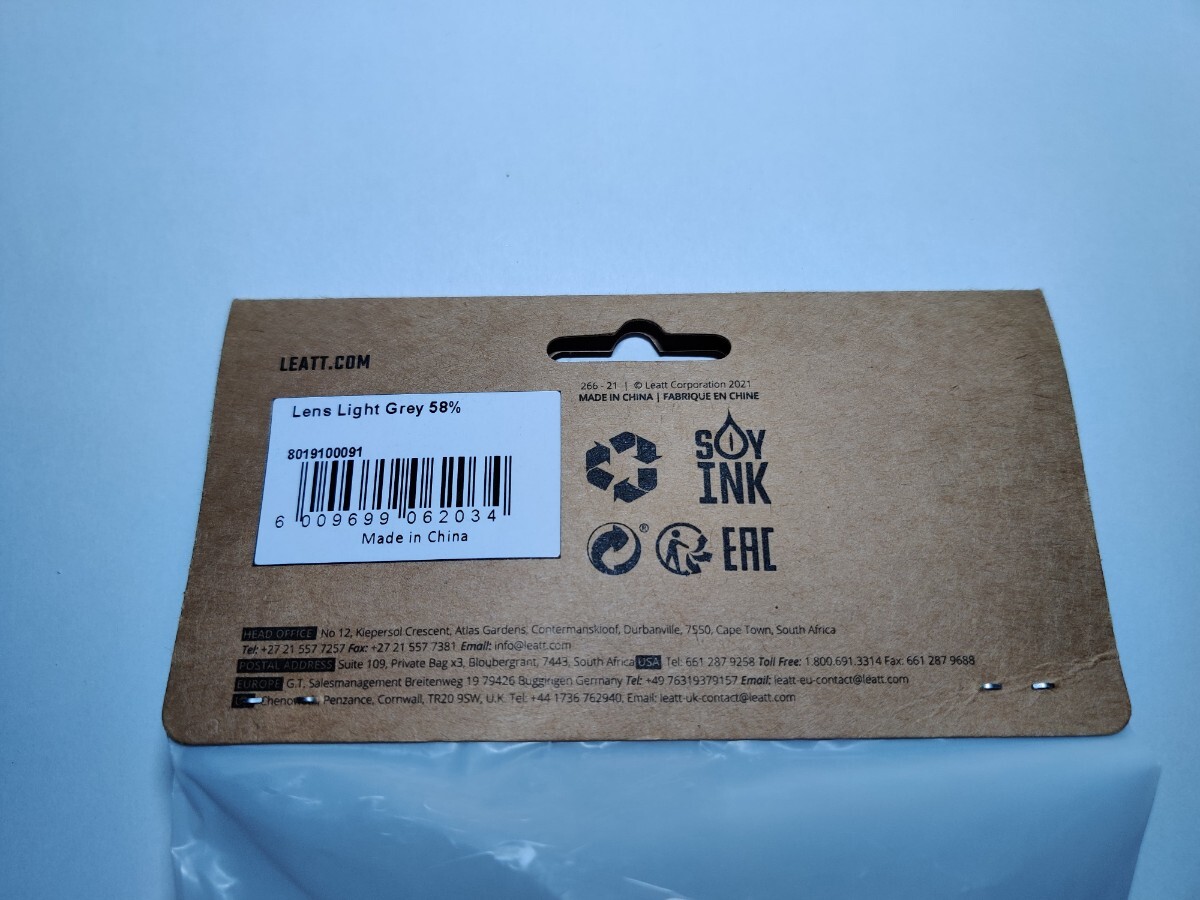 LEATT.COM
Lens Light Grey 58%
8019100091
6 009699 062034
Made in China
266 - 21 | © Leatt Corporation 2021
MADE IN CHINA | FABRIQUE EN CHINE
SOY
INK
®
EAC
HEAD OFFICE No 12, Kiepersol Crescent, Atlas Gardens, Contermanskloof, Durbanville, 7550, Cape Town, South Africa
Tel: +27 21 557 7257 Fax: +27 21 557 7381 Email: info@leatt.com
POSTAL ADDRESS Suite 109, Private Bag x3, Bloubergrant, 7443, South Africa USA Tel: 661 287 9258 Toll Free: 1.800.691.3314 Fax: 661 287 9688
EUROPE G.T. Salesmanagement Breitenweg 19 79426 Buggingen Germany Tel: +49 76319379157 Email: leatt-eu-contact@leatt.com
Penzance, Cornwall, TR20 9SW, U.K. Tel: +44 1736 762940, Email: leatt-uk-contact@leatt.com